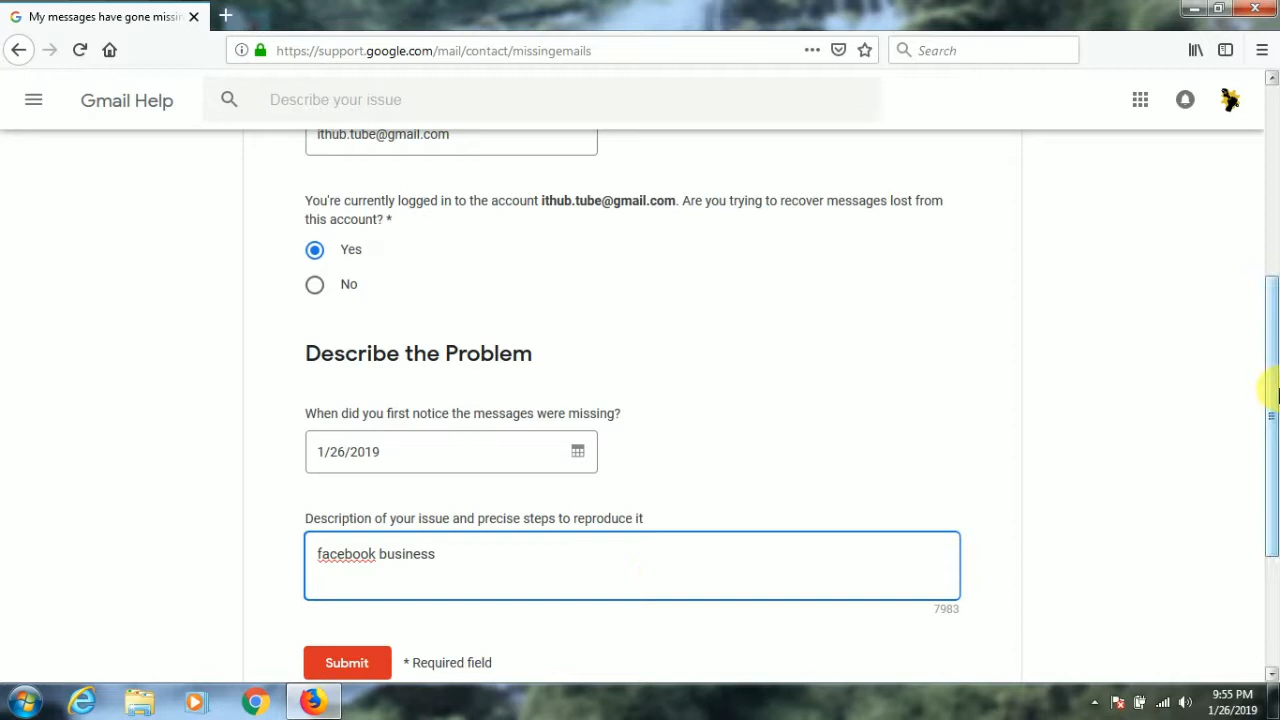 My messages have gone missin
https://support.google.com/mail/contact/missingemails
Search
Gmail Help
Describe your issue
ithub.tube@gmail.com
You're currently logged in to the account ithub.tube@gmail.com. Are you trying to recover messages lost from
this account? *
Yes
No
Describe the Problem
When did you first notice the messages were missing?
1/26/2019
Description of your issue and precise steps to reproduce it
facebook business
7983
Submit
* Required field
9:55 PM
1/26/2019